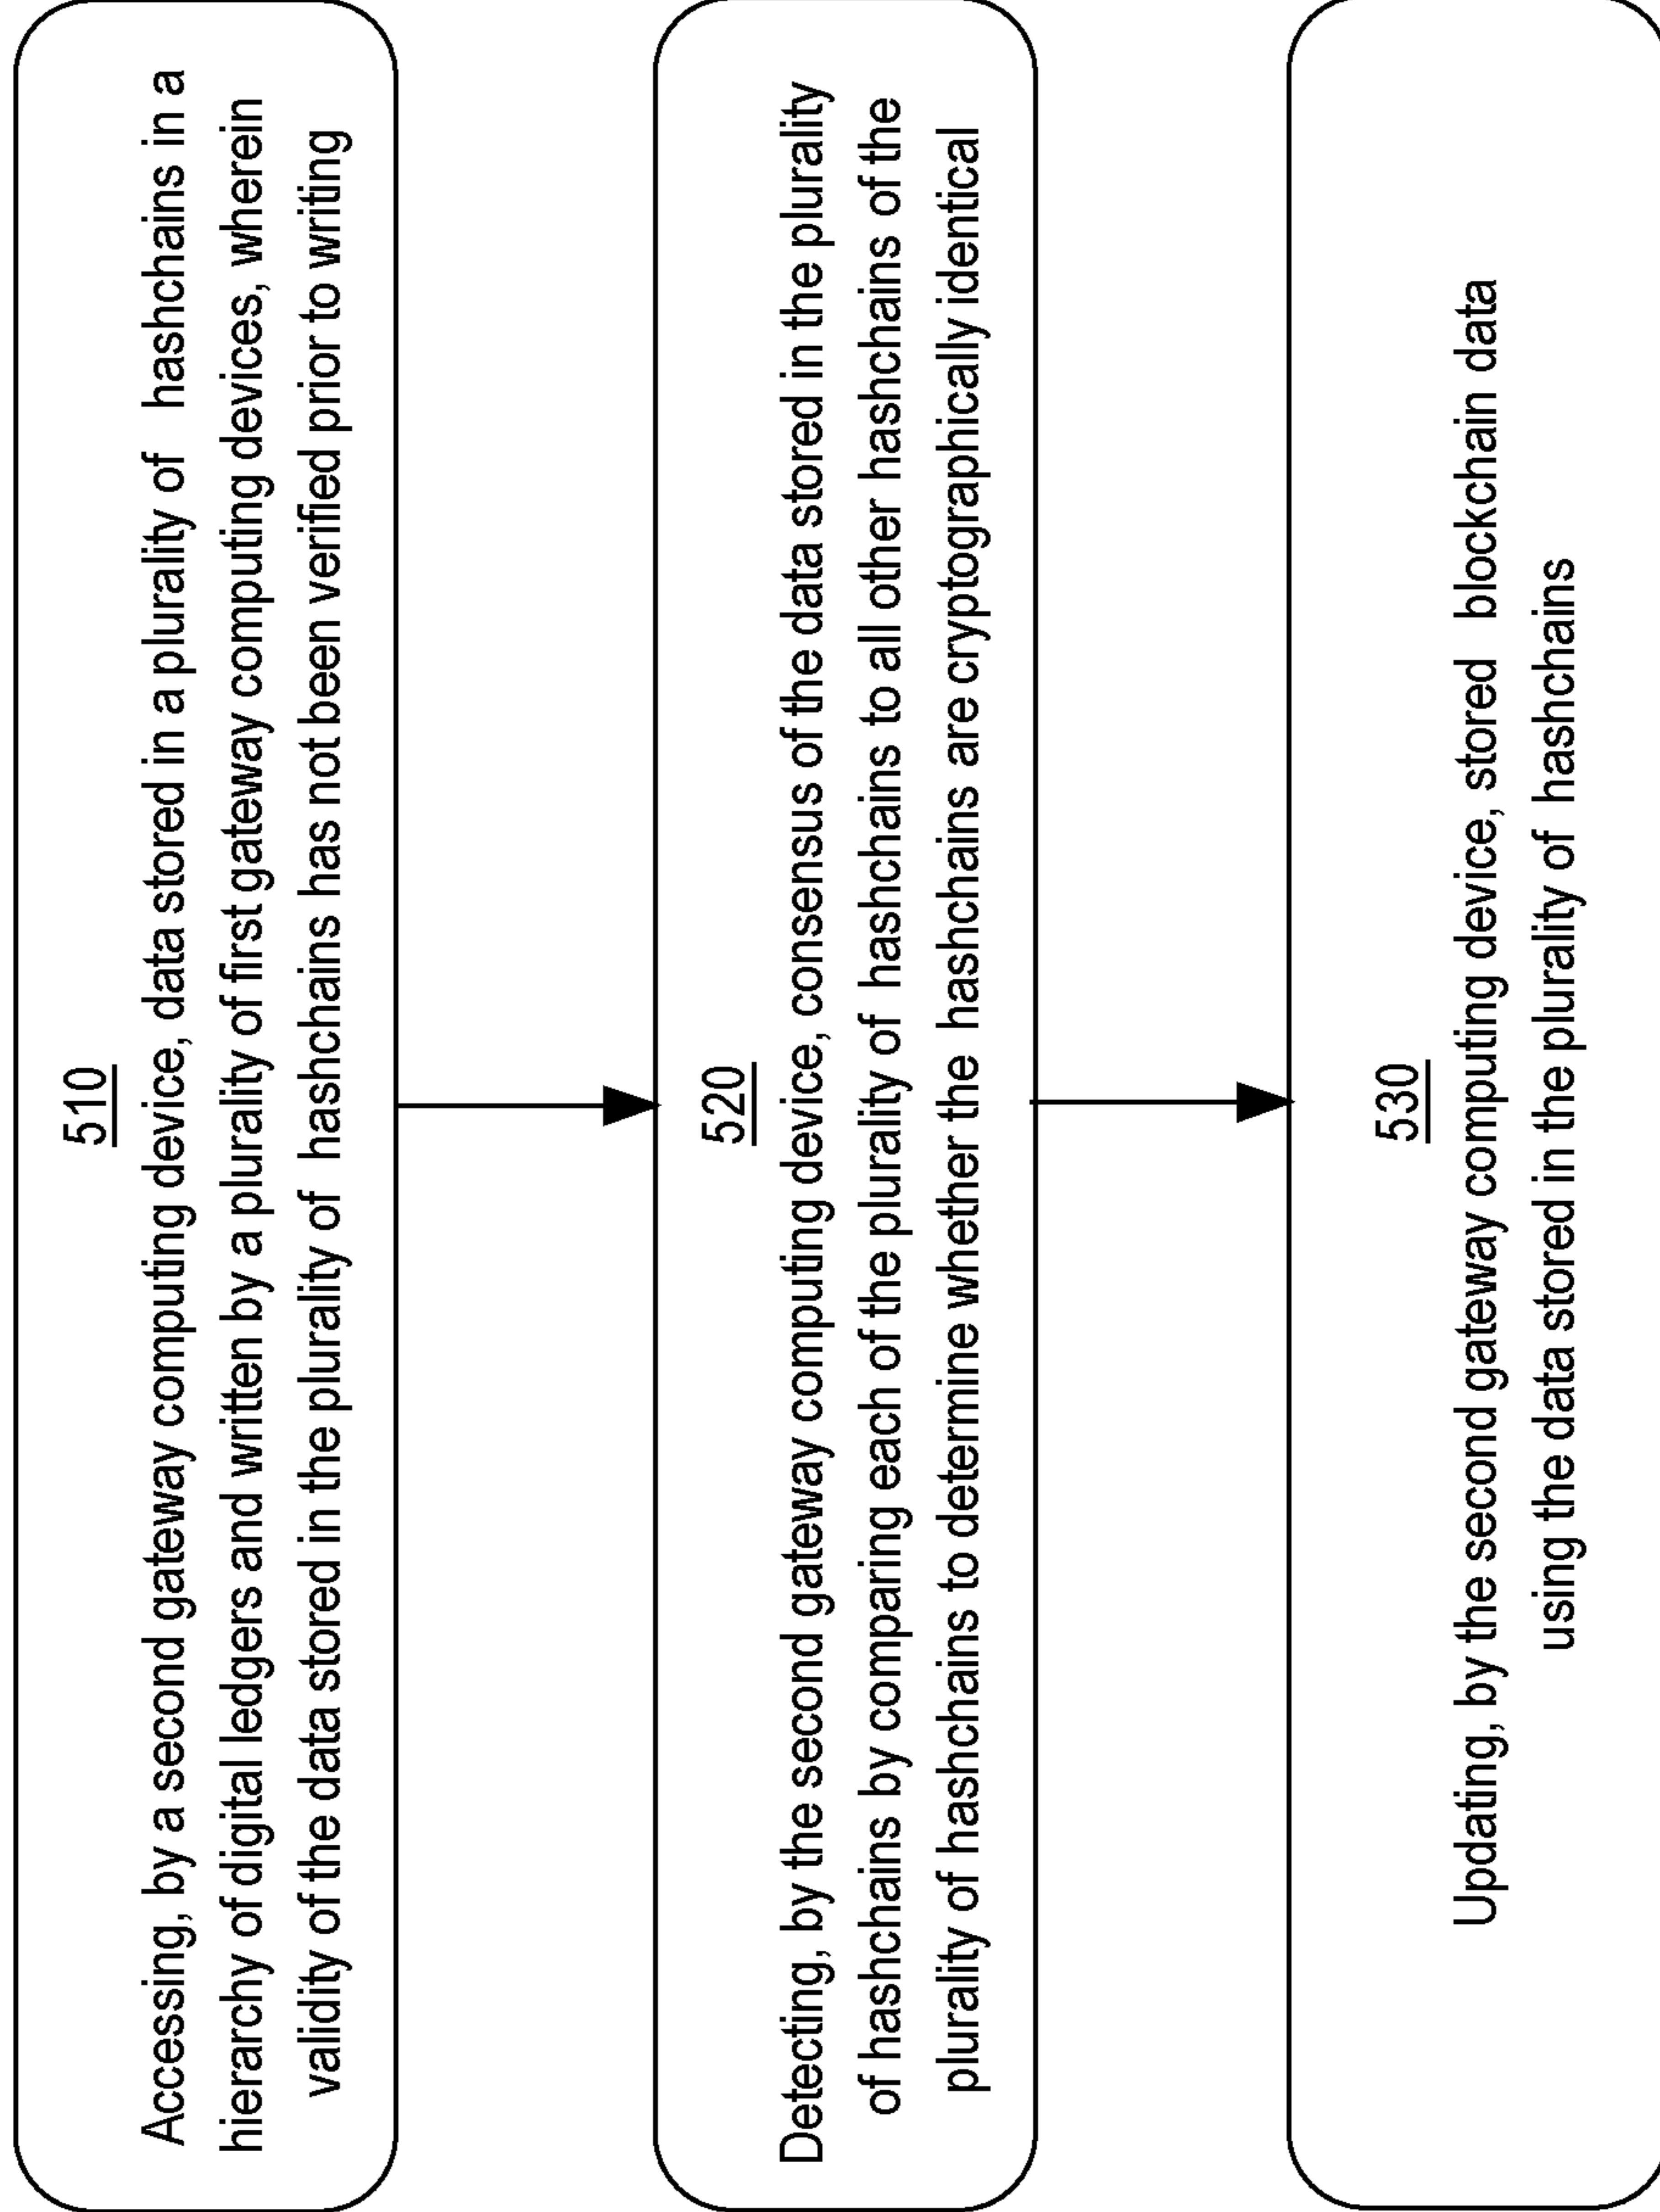 510
Accessing, by a second gateway computing device, data stored in a plurality of hashchains in a
hierarchy of digital ledgers and written by a plurality of first gateway computing devices, wherein
validity of the data stored in the plurality of hashchains has not been verified prior to writing
520
Detecting, by the second gateway computing device, consensus of the data stored in the plurality
of hashchains by comparing each of the plurality of hashchains to all other hashchains of the
plurality of hashchains to determine whether the hashchains are cryptographically identical
530
Updating, by the second gateway computing device, stored blockchain data
using the data stored in the plurality of hashchains